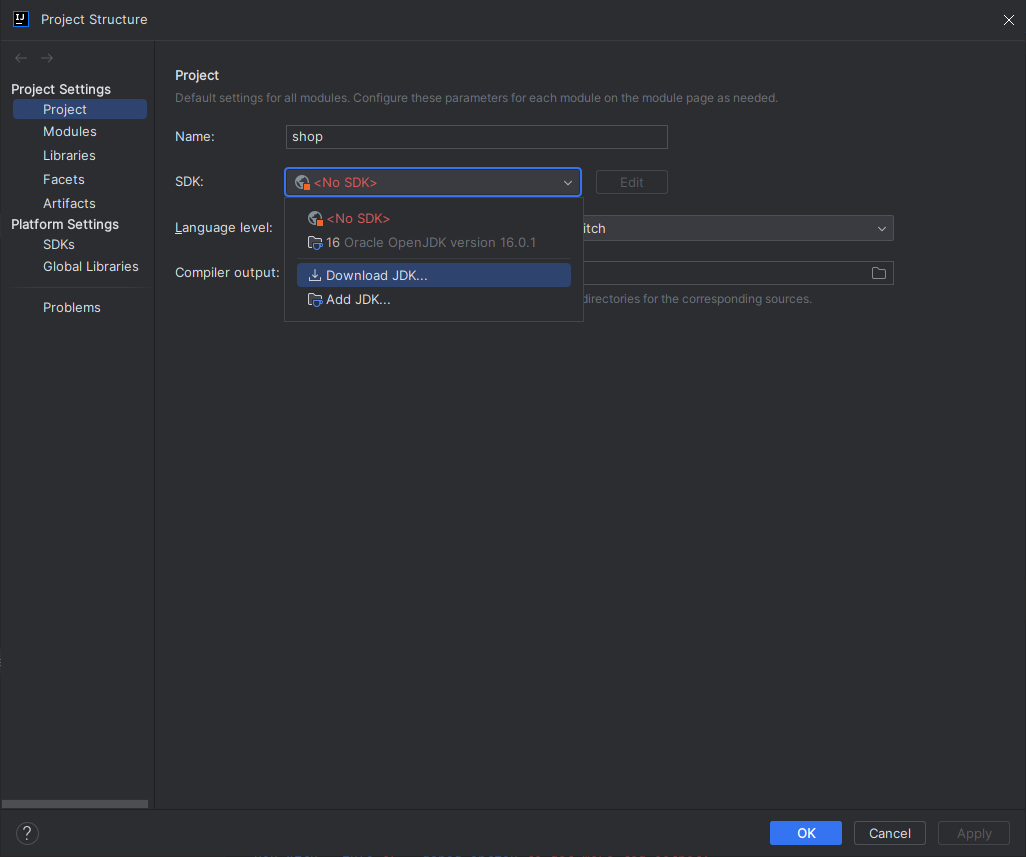 Project Structure
Project Settings
Project
Modules
Libraries
Facets
Artifacts
Platform Settings
SDKs
Global Libraries
Problems
Project
Default settings for all modules. Configure these parameters for each module on the module page as needed.
Name: shop
SDK: <No SDK> Edit
<No SDK>
16 Oracle OpenJDK version 16.0.1
Download JDK...
Add JDK...
Language level: itch
Compiler output:
directories for the corresponding sources.
? OK Cancel Apply